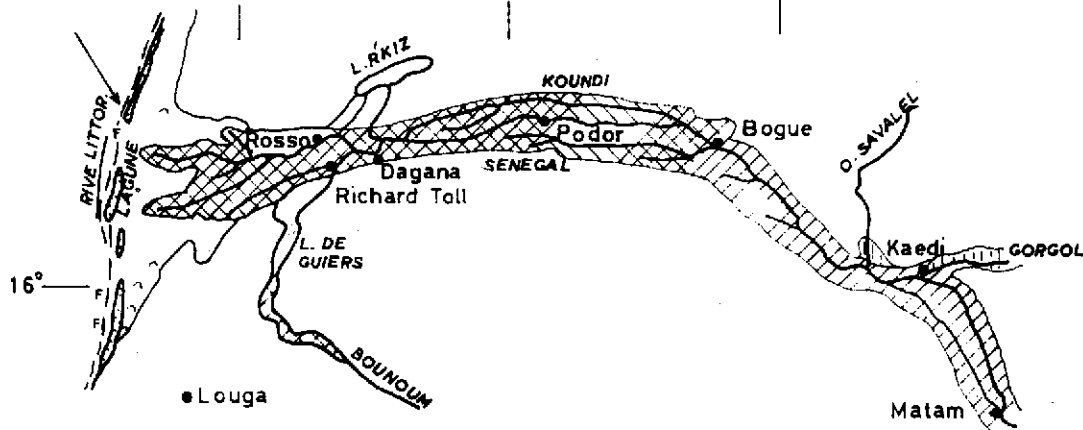 L. R'KIZ
KOUNDI
O. SAVALEL
RIVE LITTOR.
LAGUNE
Rosso
Podor
Bogue
SENEGAL
Dagana
Richard Toll
L. DE
GUIERS
Kaedi
GORGOL
16°
F
F
BOUNOUM
Louga
Matam